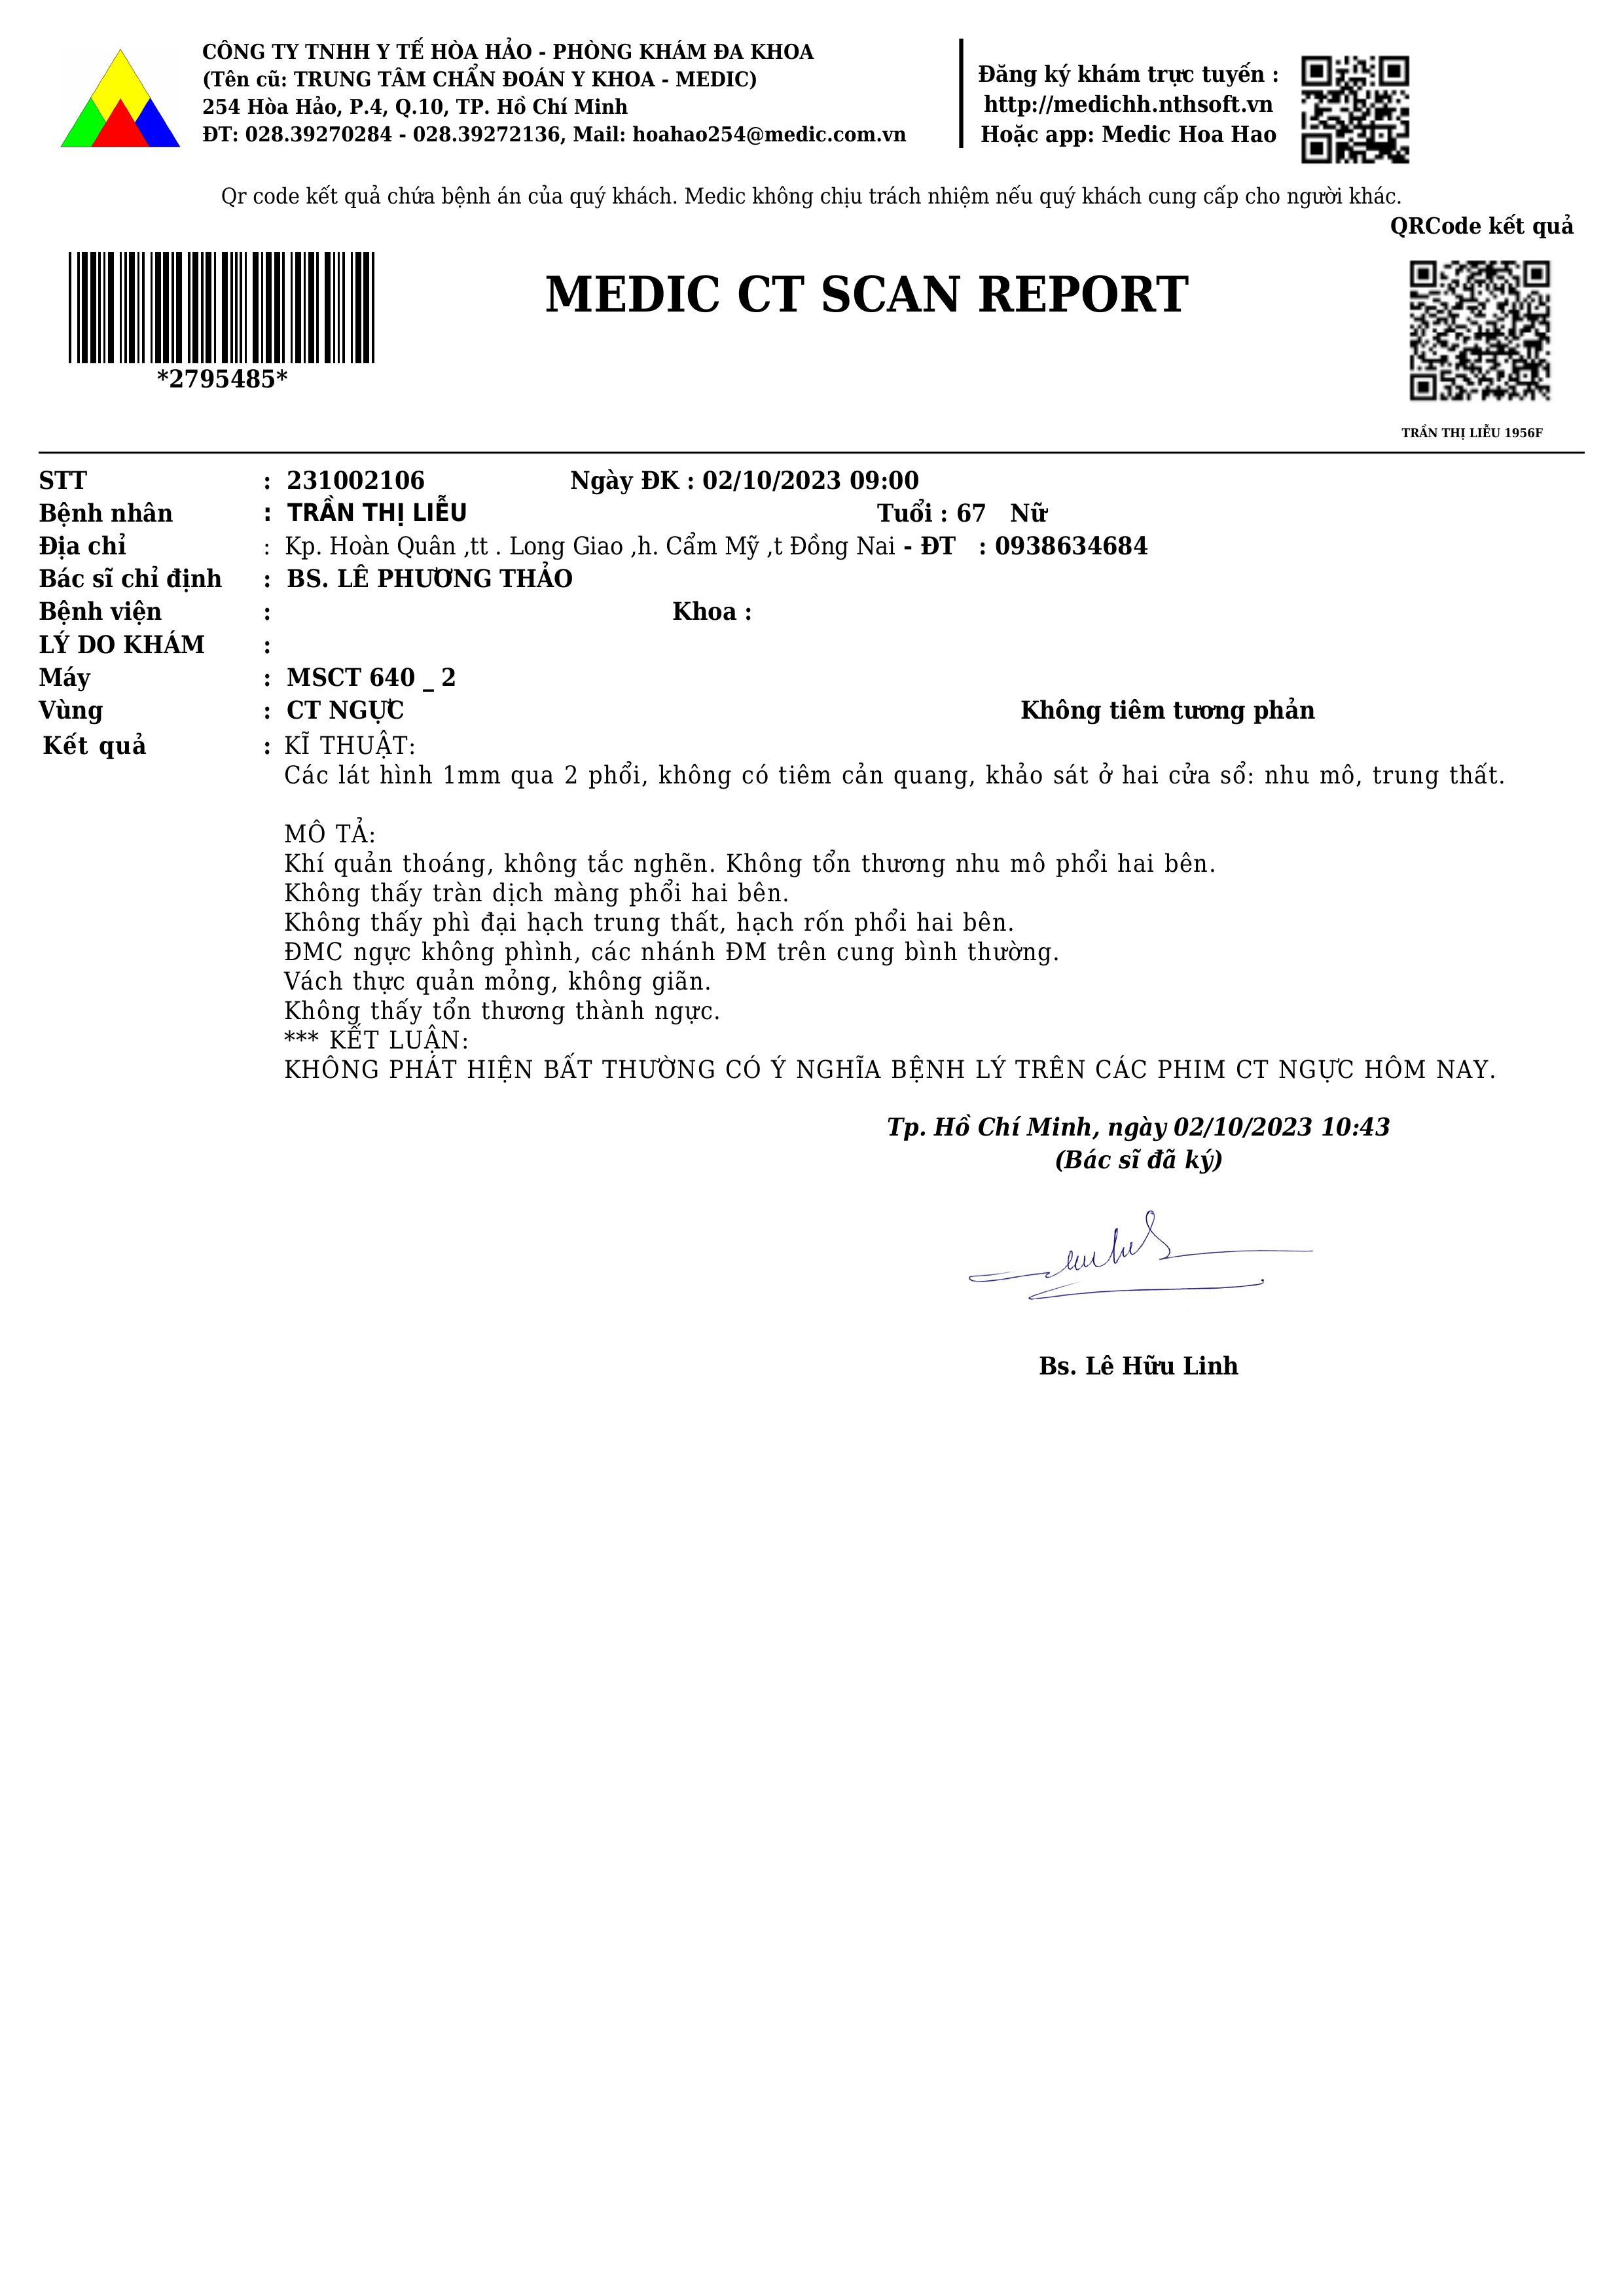 CÔNG TY TNHH Y TẾ HÒA HẢO - PHÒNG KHÁM ĐA KHOA
(Tên cũ: TRUNG TÂM CHẨN ĐOÁN Y KHOA - MEDIC)
254 Hòa Hảo, P.4, Q.10, TP. Hồ Chí Minh
ĐT: 028.39270284 - 028.39272136, Mail: hoahao254@medic.com.vn
Đăng ký khám trực tuyến :
http://medichh.nthsoft.vn
Hoặc app: Medic Hoa Hao
Qr code kết quả chứa bệnh án của quý khách. Medic không chịu trách nhiệm nếu quý khách cung cấp cho người khác.
QRCode kết quả
MEDIC CT SCAN REPORT
*2795485*
TRẦN THỊ LIỄU 1956F
STT : 231002106 Ngày ĐK : 02/10/2023 09:00
Bệnh nhân : TRẦN THỊ LIỄU Tuổi : 67 Nữ
Địa chỉ : Kp. Hoàn Quân ,tt . Long Giao ,h. Cẩm Mỹ ,t Đồng Nai - ĐT : 0938634684
Bác sĩ chỉ định : BS. LÊ PHƯƠNG THẢO
Bệnh viện : Khoa :
LÝ DO KHÁM :
Máy : MSCT 640 _ 2
Vùng : CT NGỰC Không tiêm tương phản
Kết quả : KĨ THUẬT:
Các lát hình 1mm qua 2 phổi, không có tiêm cản quang, khảo sát ở hai cửa sổ: nhu mô, trung thất.
MÔ TẢ:
Khí quản thoáng, không tắc nghẽn. Không tổn thương nhu mô phổi hai bên.
Không thấy tràn dịch màng phổi hai bên.
Không thấy phì đại hạch trung thất, hạch rốn phổi hai bên.
ĐMC ngực không phình, các nhánh ĐM trên cung bình thường.
Vách thực quản mỏng, không giãn.
Không thấy tổn thương thành ngực.
*** KẾT LUẬN:
KHÔNG PHÁT HIỆN BẤT THƯỜNG CÓ Ý NGHĨA BỆNH LÝ TRÊN CÁC PHIM CT NGỰC HÔM NAY.
Tp. Hồ Chí Minh, ngày 02/10/2023 10:43
(Bác sĩ đã ký)
Bs. Lê Hữu Linh